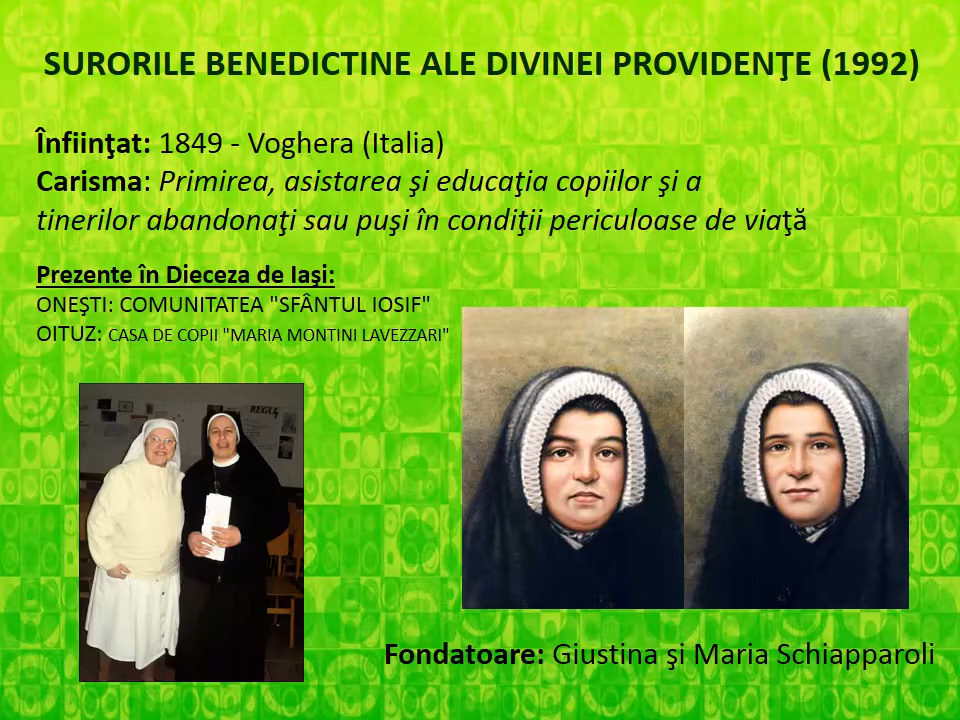 SURORILE BENEDICTINE ALE DIVINEI PROVIDENŢE (1992)
Înfiinţat: 1849 - Voghera (Italia)
Carisma: Primirea, asistarea şi educaţia copiilor şi a
tinerilor abandonaţi sau puşi în condiţii periculoase de viaţă
Prezente în Dieceza de Iaşi:
ONEŞTI: COMUNITATEA "SFÂNTUL IOSIF"
OITUZ: CASA DE COPII "MARIA MONTINI LAVEZZARI"
Fondatoare: Giustina şi Maria Schiapparoli